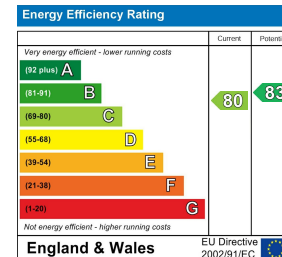 Energy Efficiency Rating
Current Potenti
Very energy efficient - lower running costs
(92 plus) A
(81-91) B
(69-80) C
(55-68) D
(39-54) E
(21-38) F
(1-20) G
80 83
Not energy efficient - higher running costs
England & Wales
EU Directive
2002/91/EC